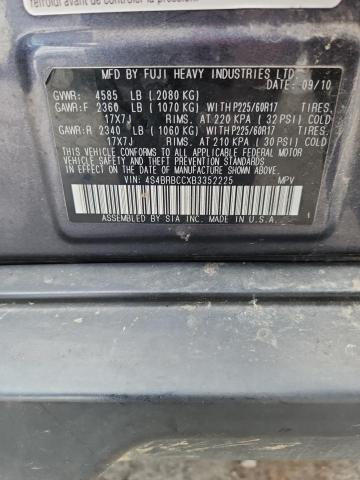 refroidi avant de contrôler la pression.
MFD BY FUJI HEAVY INDUSTRIES LTD.
DATE: 09/10
GVWR: 4585 LB (.2080 KG)
GAWR:F 2360 LB (1070 KG) WITH P225/60R17 TIRES,
17X7J RIMS, AT 220 KPA (32 PSI) COLD
GAWR:R 2340 LB (1060 KG) WITH P225/60R17 TIRES,
17X7J RIMS, AT 210 KPA (30 PSI) COLD
THIS VEHICLE CONFORMS TO ALL APPLICABLE FEDERAL
MOTOR VEHICLE SAFETY AND THEFT PREVENTION
STANDARDS IN EFFECT ON THE DATE OF MANUFACTURE
SHOWN ABOVE.
VIN: 4S4BRBCCXB3352225 MPV
ASSEMBLED BY SIA INC. MADE IN U.S.A.